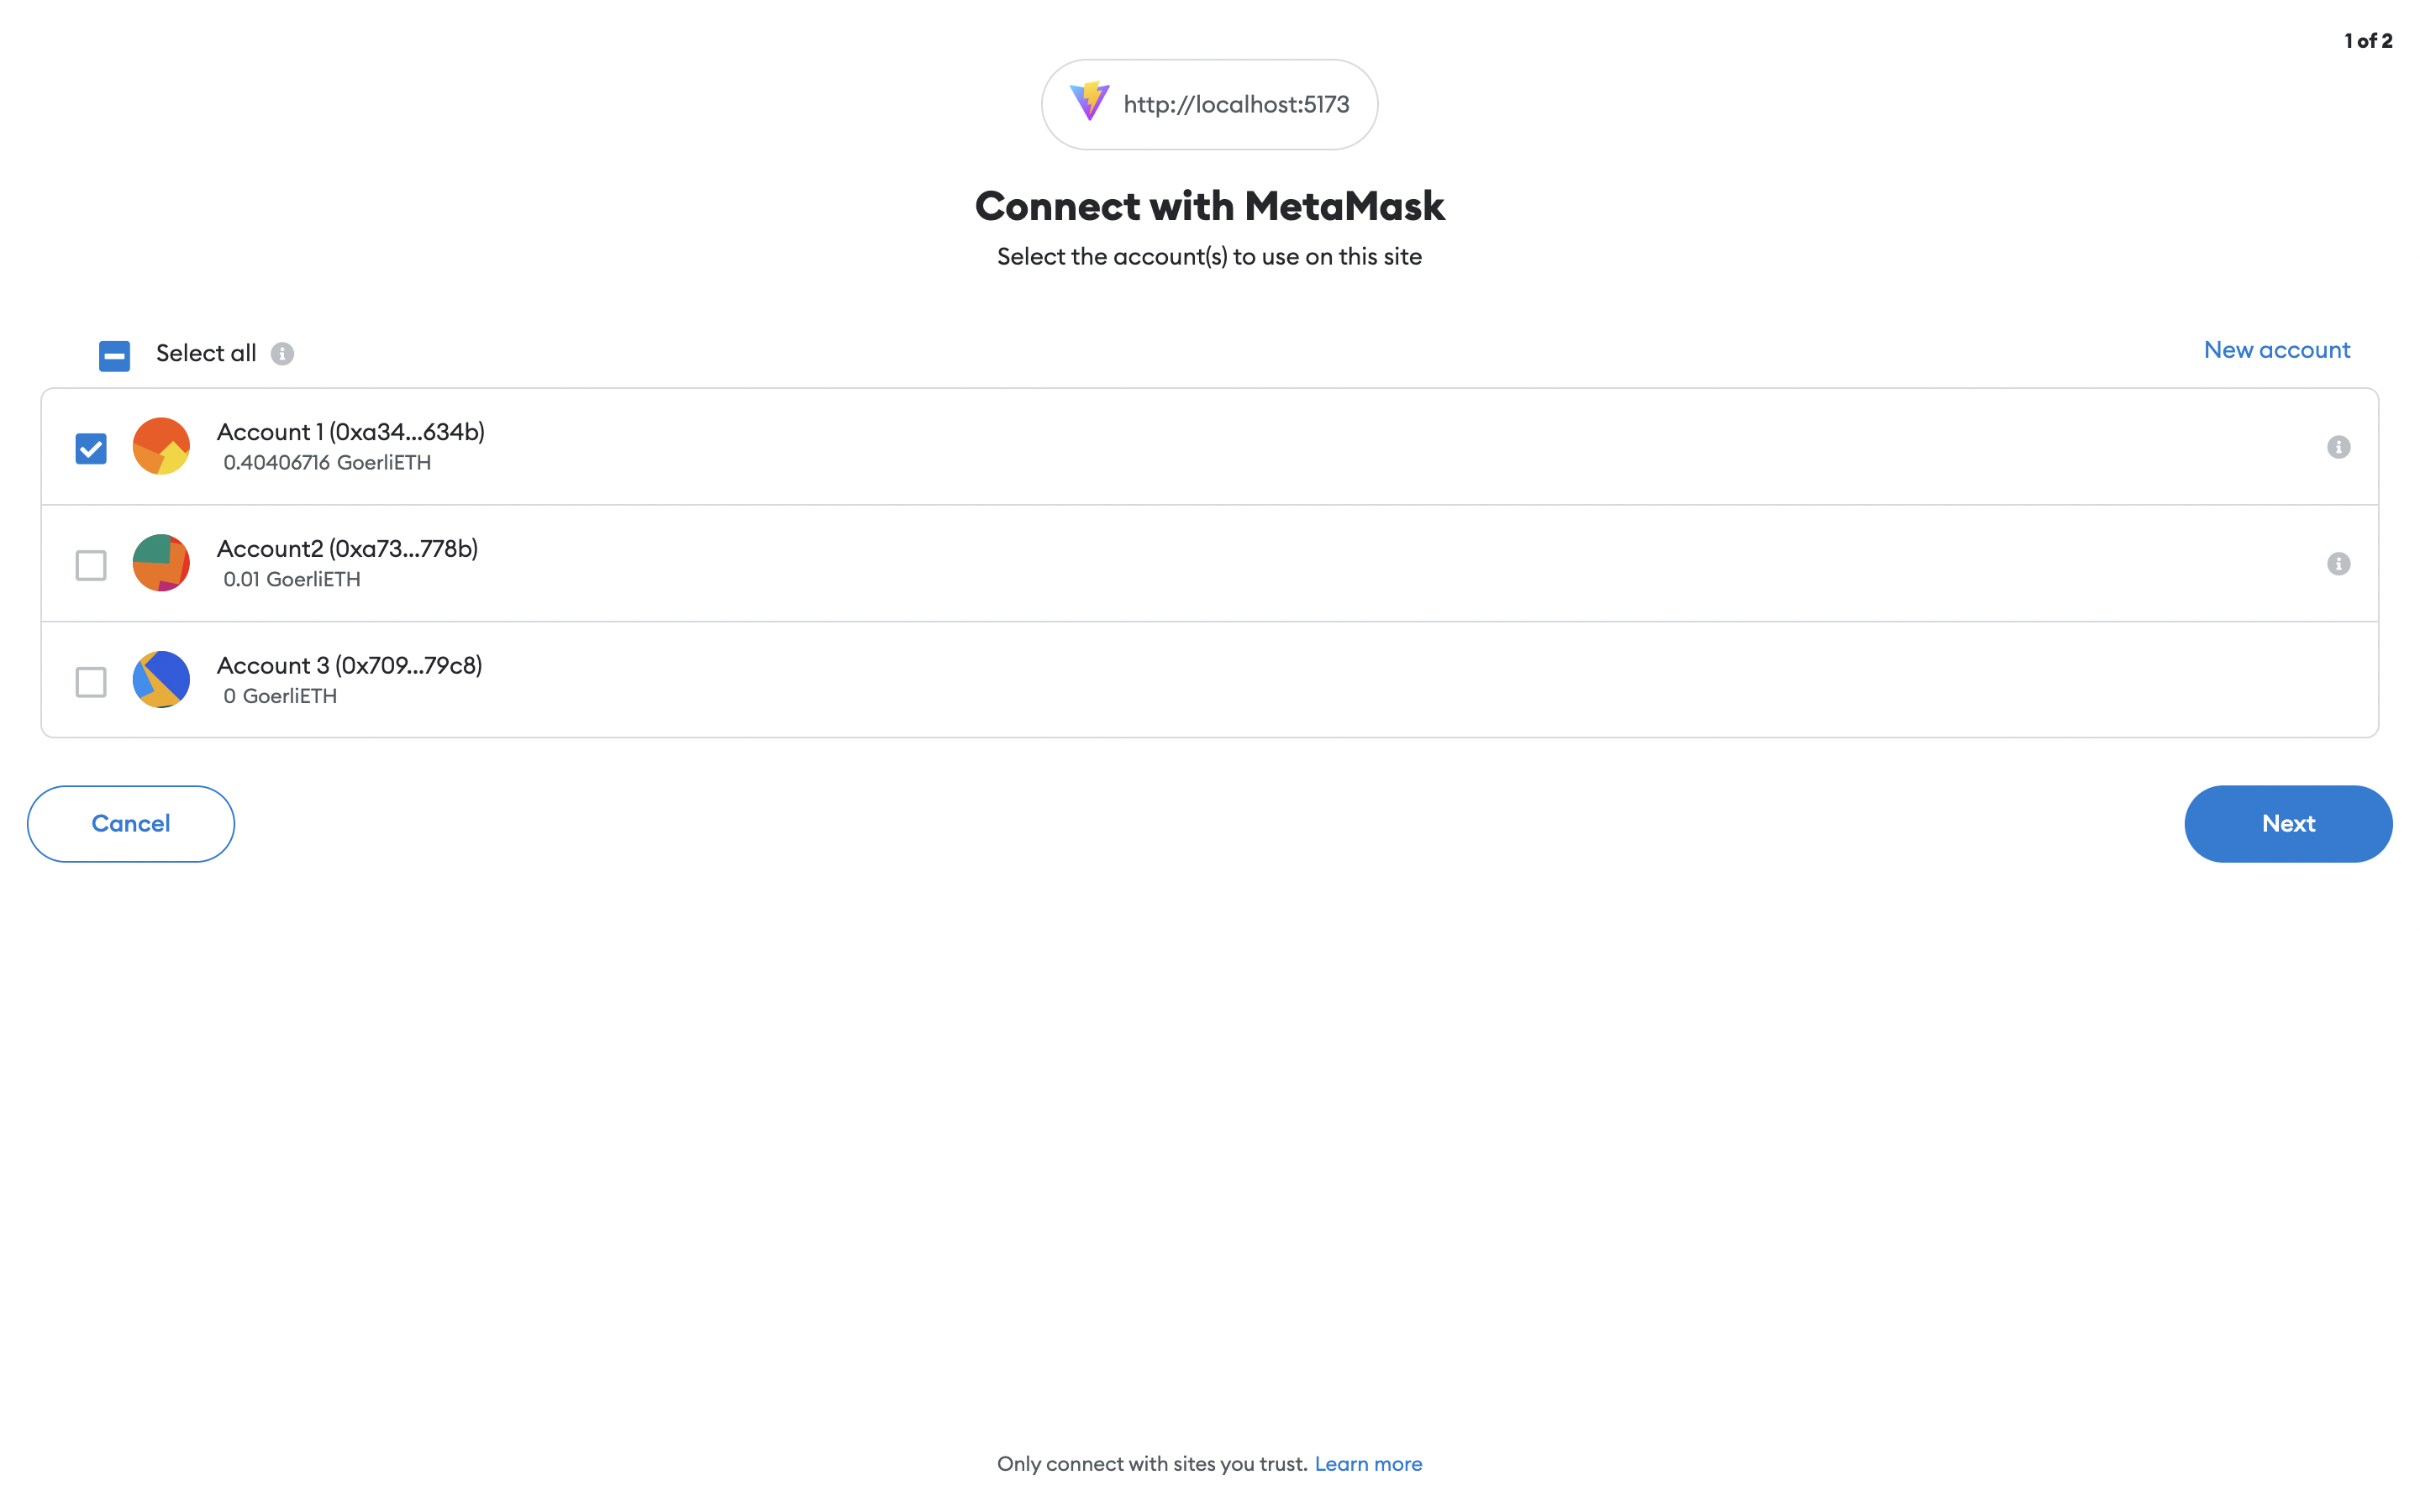 1 of 2
http://localhost:5173
Connect with MetaMask
Select the account(s) to use on this site
Select all
New account
Account 1 (0xa34...634b)
0.40406716 GoerliETH
Account2 (0xa73...778b)
0.01 GoerliETH
Account 3 (0x709...79c8)
0 GoerliETH
Cancel
Next
Only connect with sites you trust. Learn more